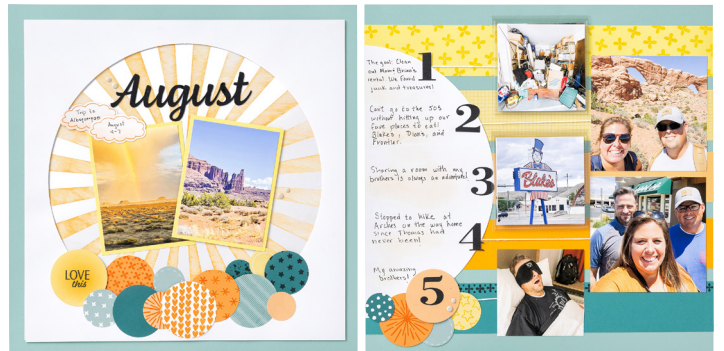 August
Trip to
Albuquerque
August
4-7
LOVE
this
The goal: Clean
out Mont Brian's
rental. We found
junk and treasures!
1
Can't go to the 505
without hitting up our
fave places to eat!
Blakes, Dions, and
Frontier.
2
Sharing a room with my
brothers is always an adventure!
3
Blake's
Stopped to hike at
Arches on the way home
since Thomas had
never been!
4
My amazing
brothers!
5